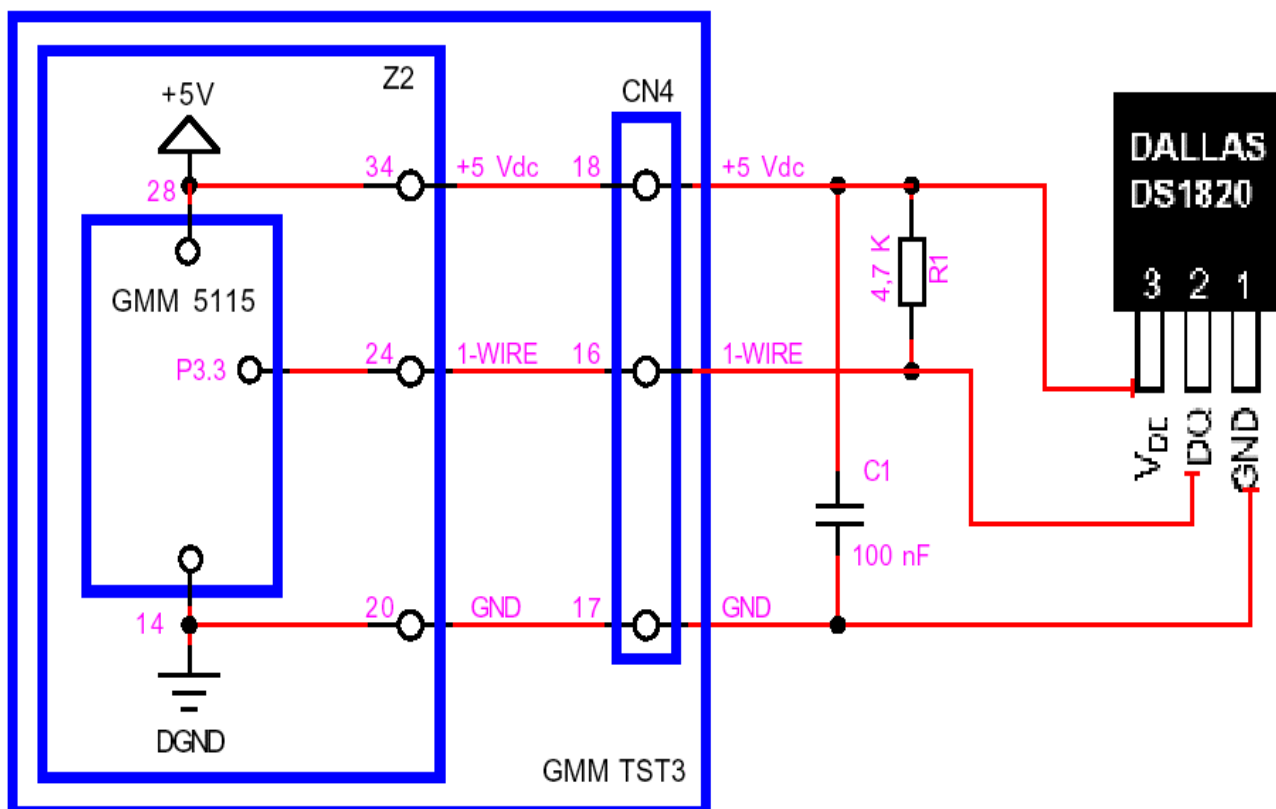 Z2
+5V
CN4
34
+5 Vdc
18
+5 Vdc
28
DALLAS
DS1820
4,7 K
R1
3 2 1
GMM 5115
P3.3
24
1-WIRE
16
1-WIRE
VDC
DQ
GND
C1
100 nF
14
20
GND
17
GND
DGND
GMM TST3